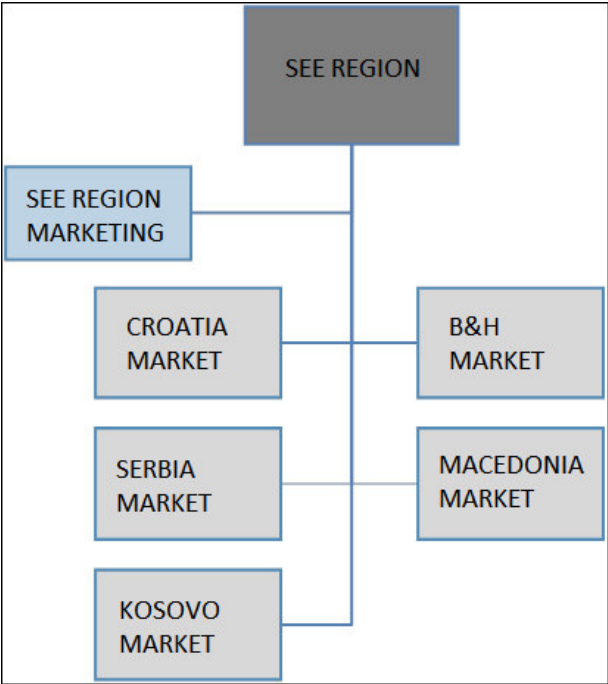 SEE REGION
SEE REGION
MARKETING
CROATIA
MARKET
B&H
MARKET
SERBIA
MARKET
MACEDONIA
MARKET
KOSOVO
MARKET